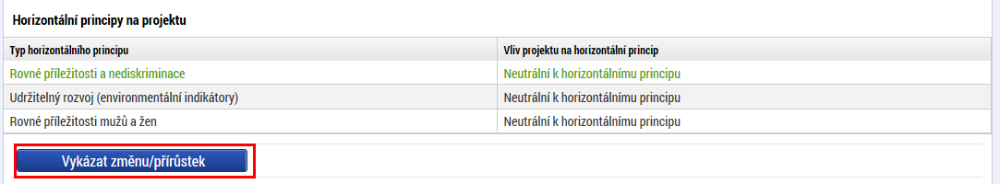 Horizontální principy na projektu
Typ horizontálního principu Vliv projektu na horizontální princip
Rovné příležitosti a nediskriminace Neutrální k horizontálnímu principu
Udržitelný rozvoj (environmentální indikátory) Neutrální k horizontálnímu principu
Rovné příležitosti mužů a žen Neutrální k horizontálnímu principu
Vykázat změnu/přírůstek